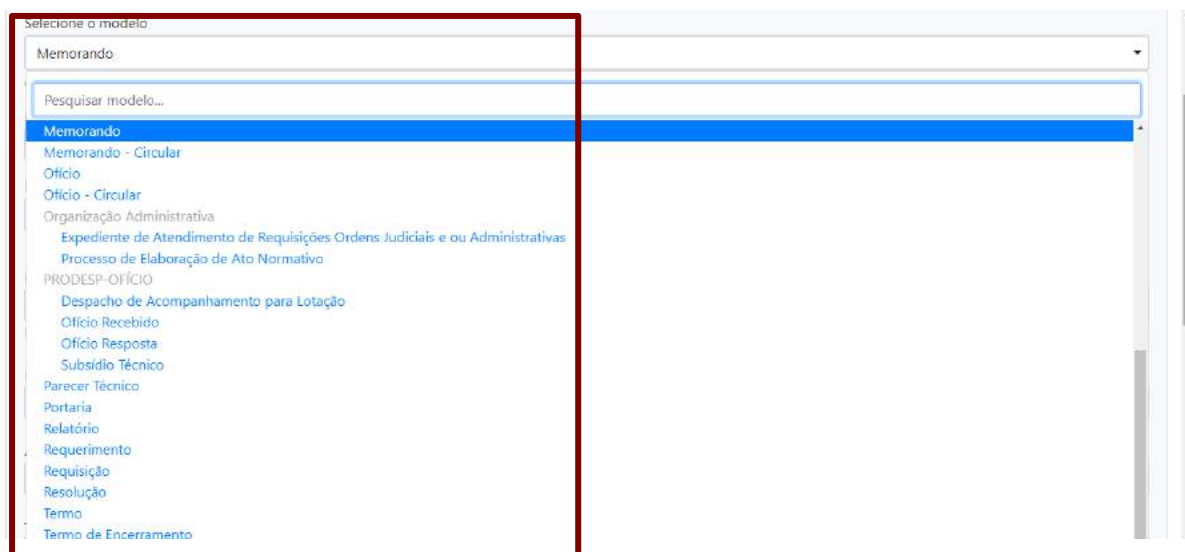 Selecione o modelo
Memorando
Pesquisar modelo...
Memorando
Memorando - Circular
Ofício
Ofício - Circular
Organização Administrativa
Expediente de Atendimento de Requisições Ordens Judiciais e ou Administrativas
Processo de Elaboração de Ato Normativo
PRODESP-OFÍCIO
Despacho de Acompanhamento para Lotação
Ofício Recebido
Ofício Resposta
Subsídio Técnico
Parecer Técnico
Portaria
Relatório
Requerimento
Requisição
Resolução
Termo
Termo de Encerramento